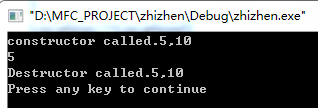 "D:\MFC_PROJECT\zhizhen\Debug\zhizhen.exe"
constructor called.5,10
5
Destructor called.5,10
Press any key to continue